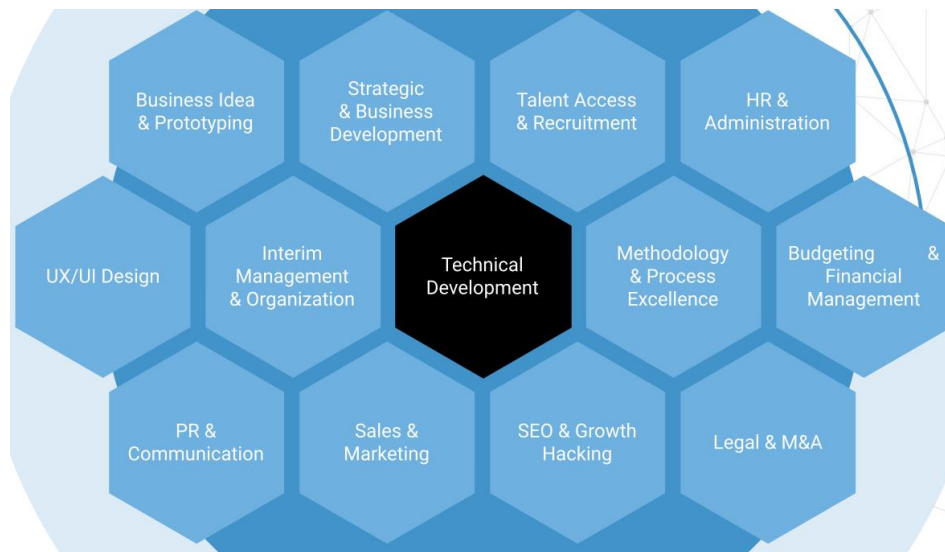 Business Idea
& Prototyping
Strategic
& Business
Development
Talent Access
& Recruitment
HR &
Administration
UX/UI Design
Interim
Management
& Organization
Technical
Development
Methodology
& Process
Excellence
Budgeting &
Financial
Management
PR &
Communication
Sales &
Marketing
SEO & Growth
Hacking
Legal & M&A